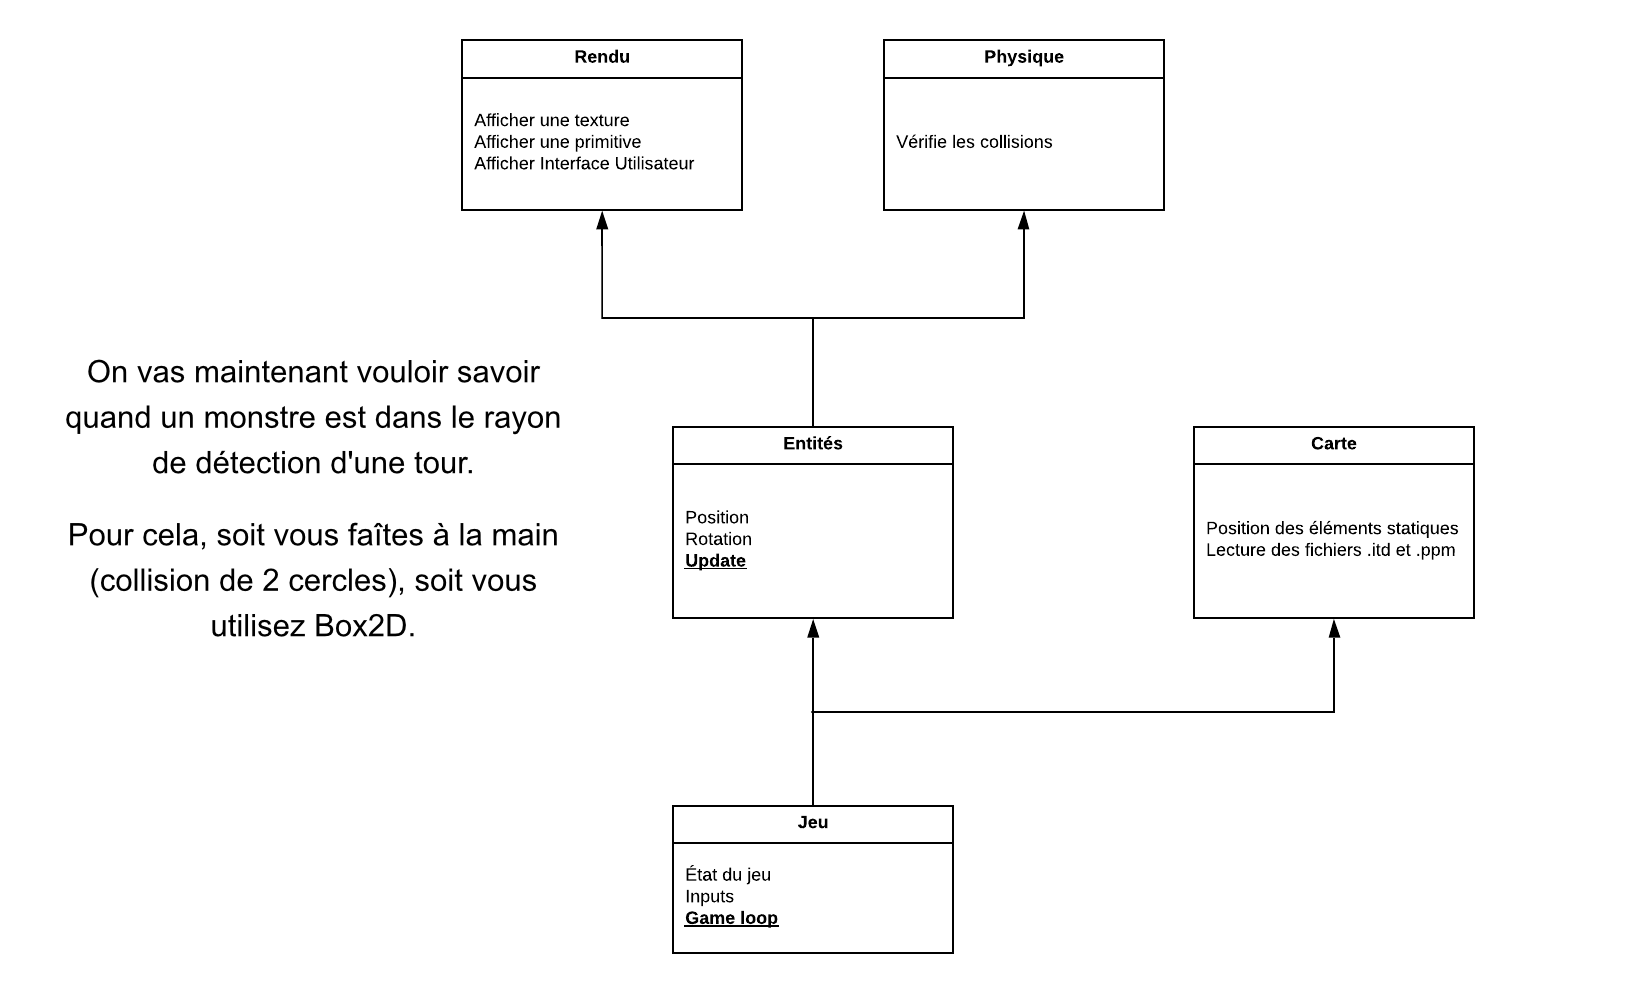 Rendu
Afficher une texture
Afficher une primitive
Afficher Interface Utilisateur
Physique
Vérifie les collisions
On vas maintenant vouloir savoir
quand un monstre est dans le rayon
de détection d'une tour.
Pour cela, soit vous faîtes à la main
(collision de 2 cercles), soit vous
utilisez Box2D.
Entités
Position
Rotation
Update
Carte
Position des éléments statiques
Lecture des fichiers .itd et .ppm
Jeu
État du jeu
Inputs
Game loop